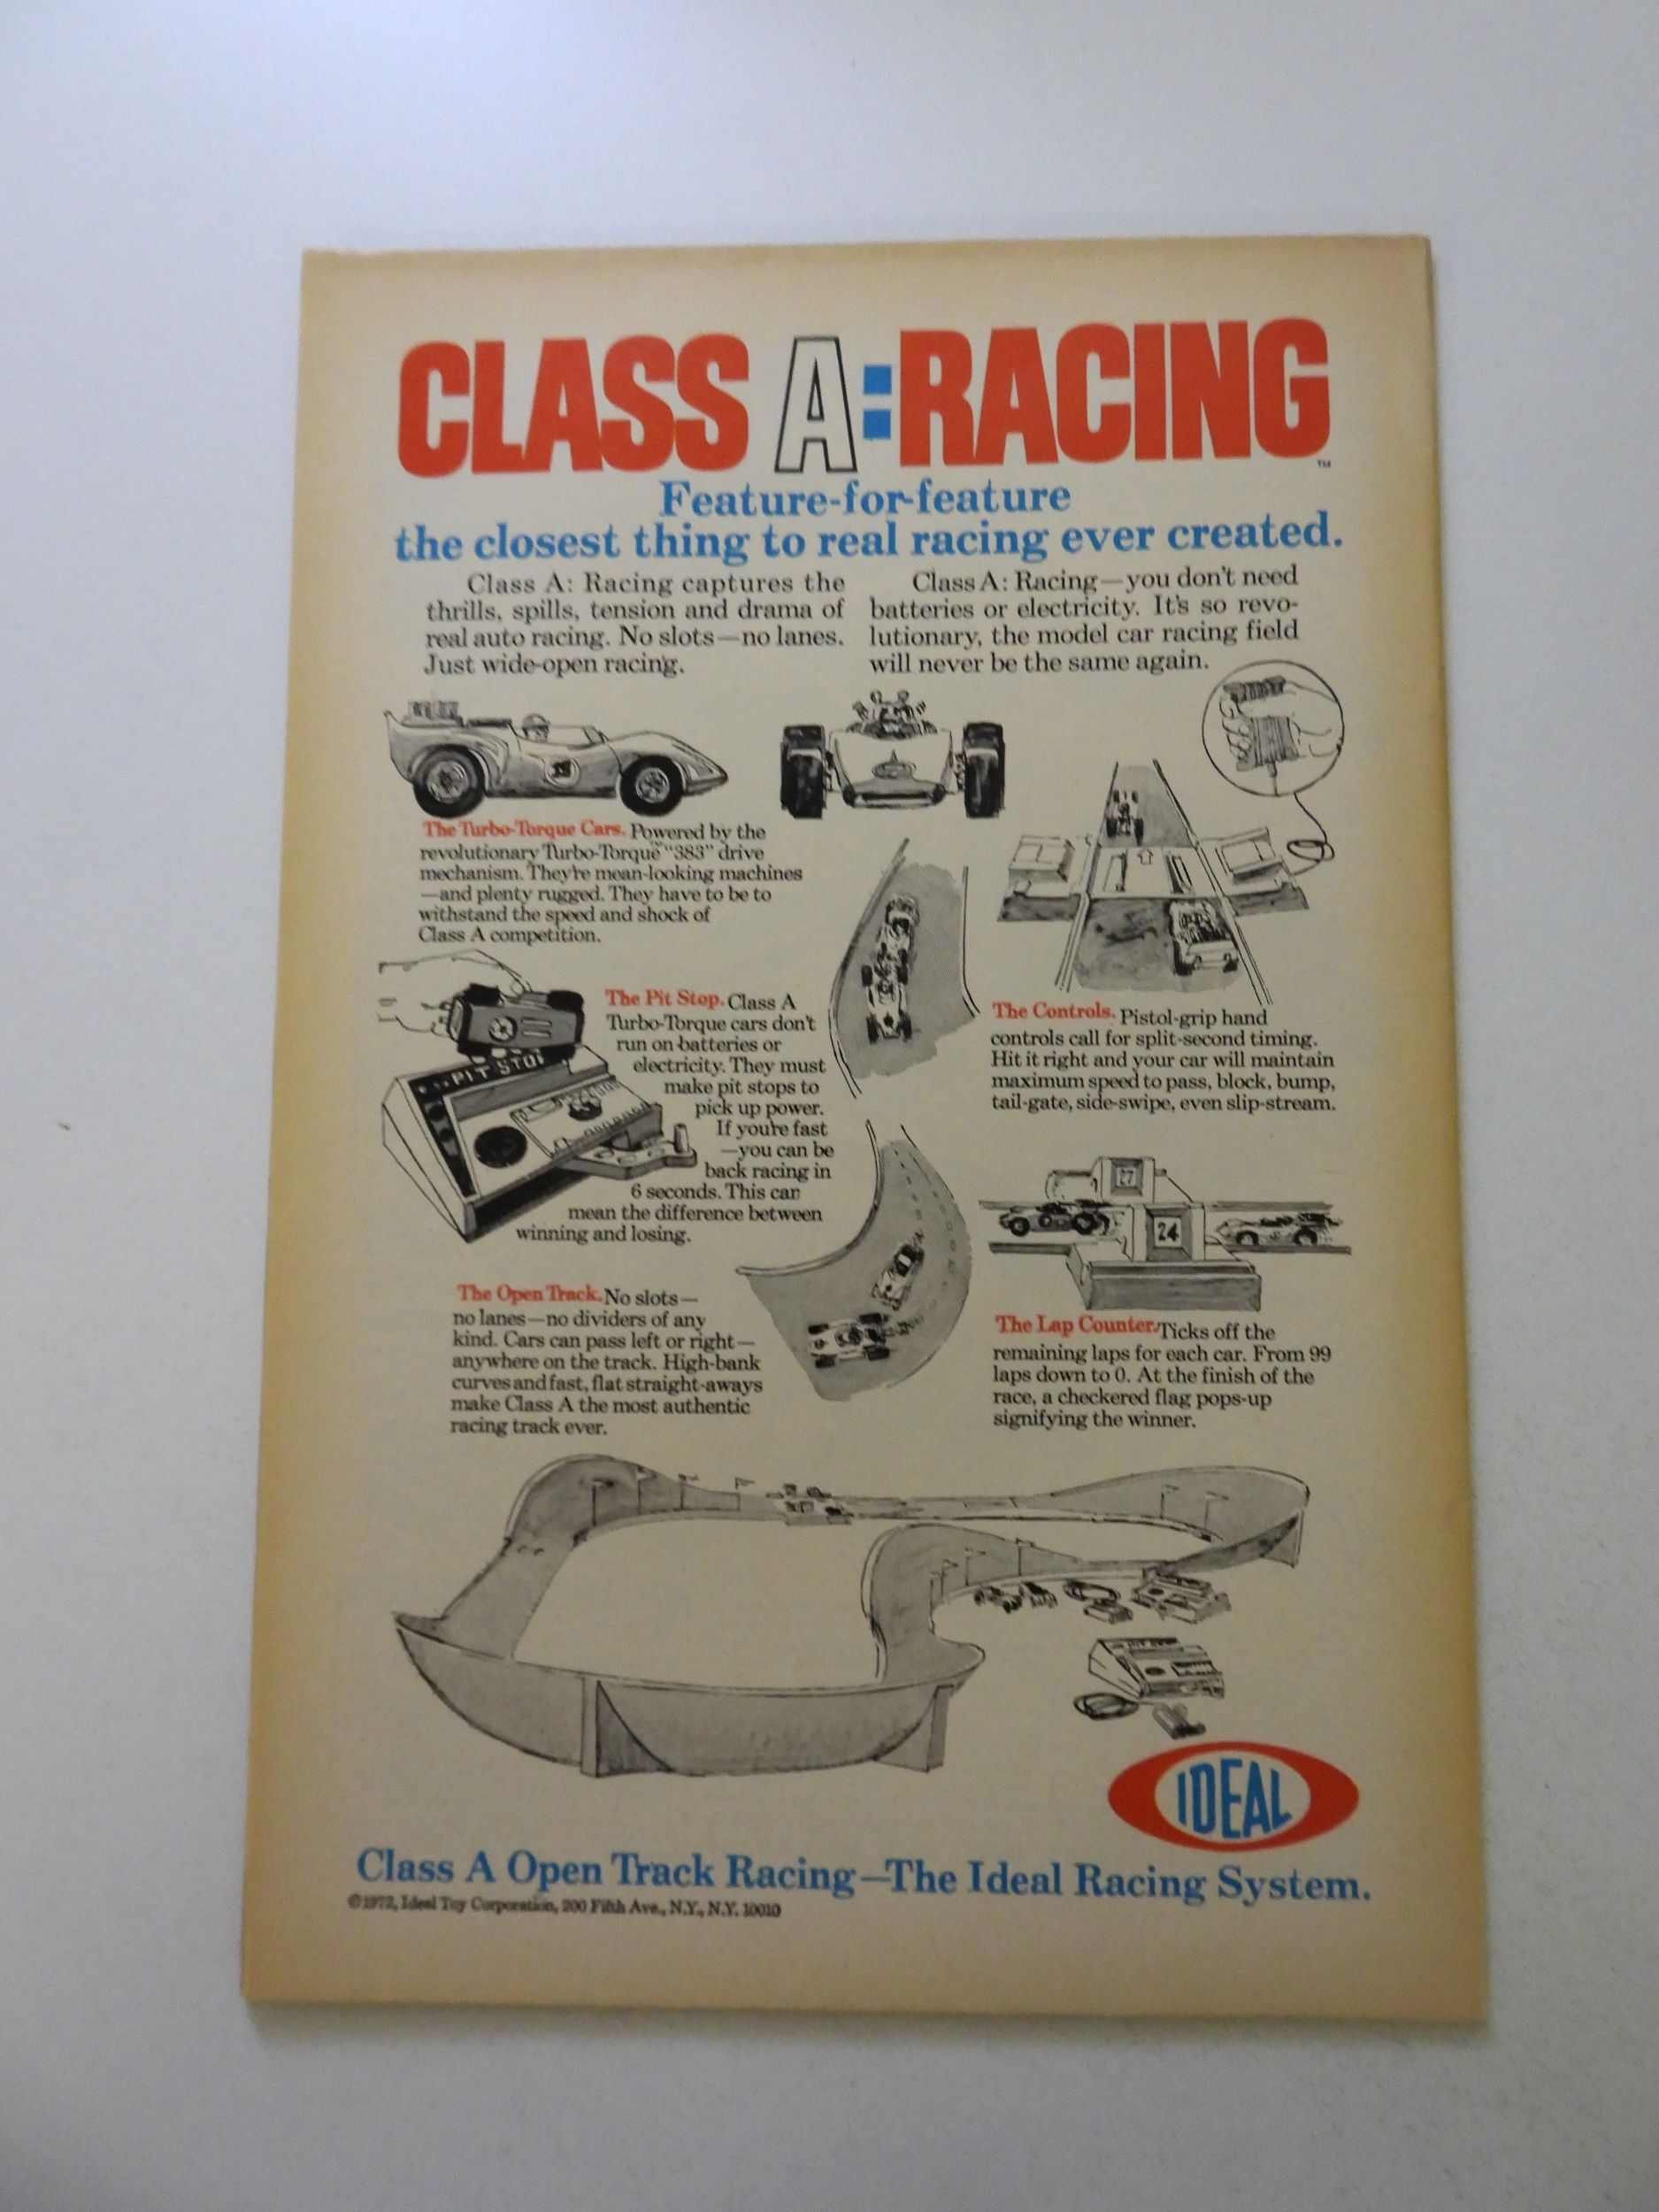 CLASS A:RACING
TM
Feature-for-feature
the closest thing to real racing ever created.
Class A: Racing captures the
thrills, spills, tension and drama of
real auto racing. No slots—no lanes.
Just wide-open racing.
Class A: Racing—you don't need
batteries or electricity. It's so revo-
lutionary, the model car racing field
will never be the same again.
The Turbo-Torque Cars. Powered by the
revolutionary Turbo-Torque "383" drive
mechanism. They're mean-looking machines
—and plenty rugged. They have to be to
withstand the speed and shock of
Class A competition.
PIT STOP
The Pit Stop. Class A
Turbo-Torque cars don't
run on batteries or
electricity. They must
make pit stops to
pick up power.
If you're fast
—you can be
back racing in
6 seconds. This can
mean the difference between
winning and losing.
The Controls. Pistol-grip hand
controls call for split-second timing.
Hit it right and your car will maintain
maximum speed to pass, block, bump,
tail-gate, side-swipe, even slip-stream.
27
24
The Open Track. No slots—
no lanes—no dividers of any
kind. Cars can pass left or right—
anywhere on the track. High-bank
curves and fast, flat straight-aways
make Class A the most authentic
racing track ever.
The Lap Counter. Ticks off the
remaining laps for each car. From 99
laps down to 0. At the finish of the
race, a checkered flag pops-up
signifying the winner.
IDEAL
Class A Open Track Racing—The Ideal Racing System.
©1972, Ideal Toy Corporation, 200 Fifth Ave., N.Y., N.Y. 10010